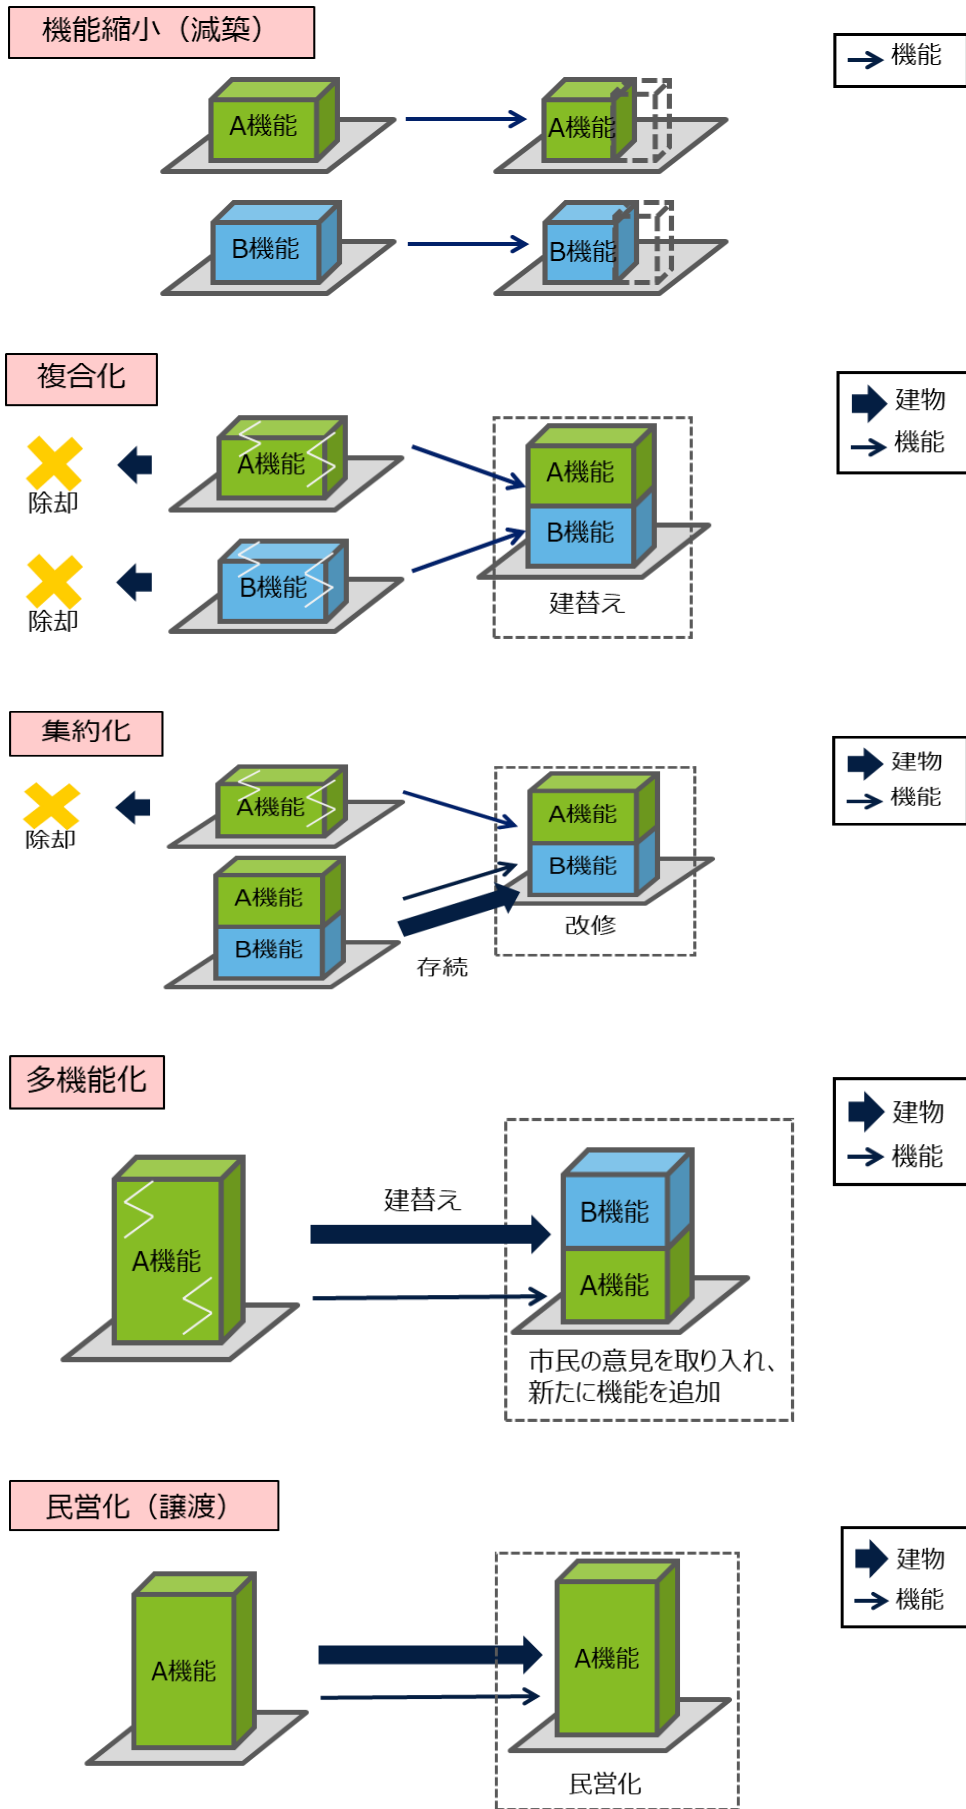 機能縮小（減築）
機能
A機能
A機能
B機能
B機能
複合化
建物
機能
除却
A機能
A機能
B機能
除却
B機能
建替え
集約化
建物
機能
除却
A機能
A機能
B機能
A機能
B機能
改修
存続
多機能化
建物
機能
建替え
A機能
B機能
A機能
市民の意見を取り入れ、
新たに機能を追加
民営化（譲渡）
建物
機能
A機能
A機能
民営化